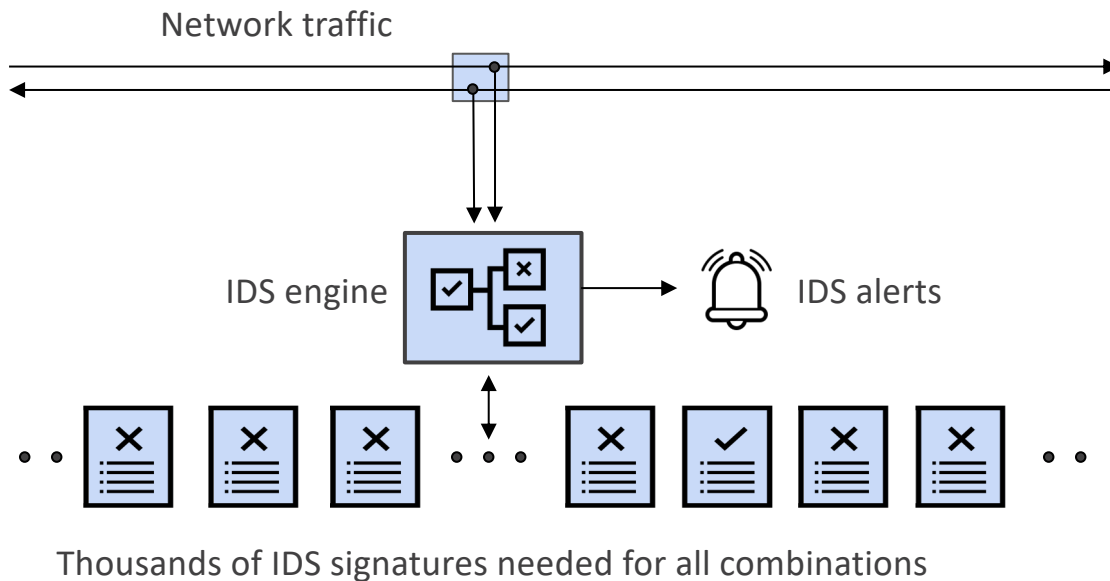 Network traffic
IDS engine
IDS alerts
Thousands of IDS signatures needed for all combinations